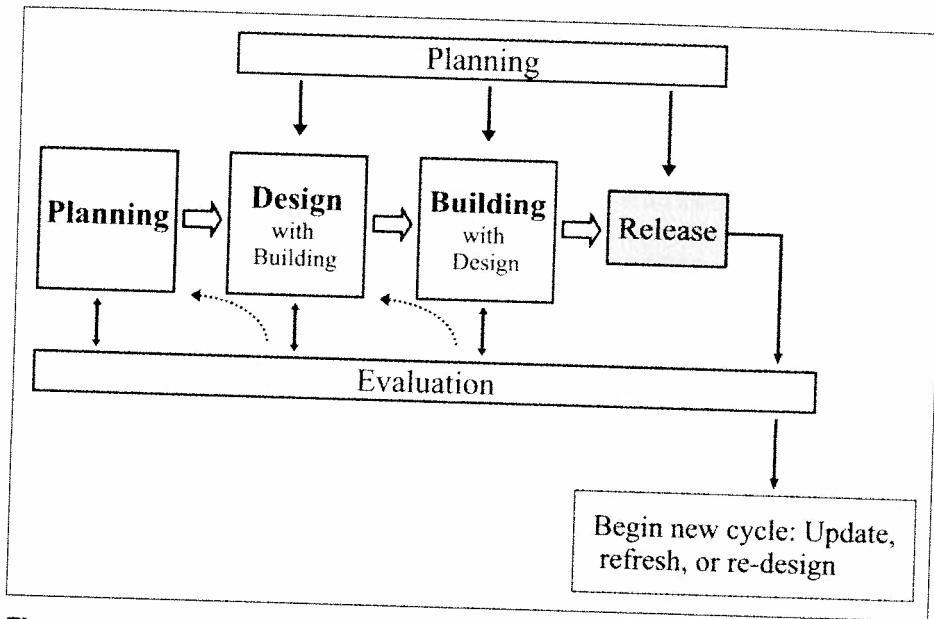 Planning
Planning
Design
with
Building
Building
with
Design
Release
Evaluation
Begin new cycle: Update,
refresh, or re-design